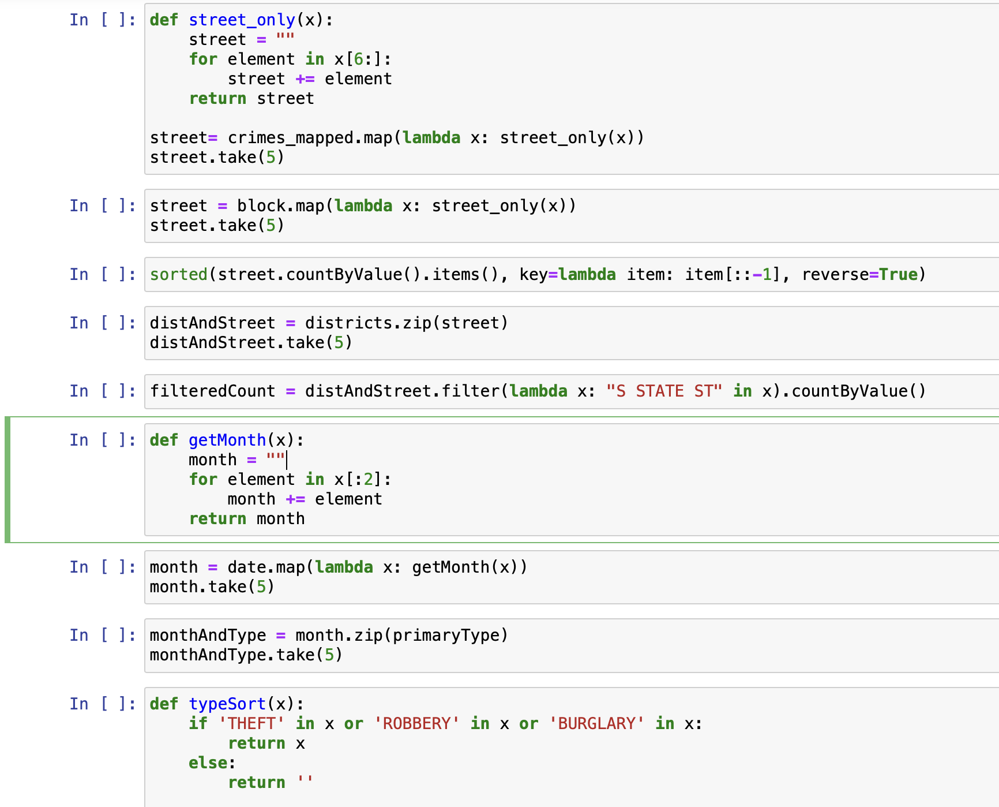 In [ ]: def street_only(x):
    street = ""
    for element in x[6:]:
        street += element
    return street

street= crimes_mapped.map(lambda x: street_only(x))
street.take(5)
In [ ]: street = block.map(lambda x: street_only(x))
street.take(5)
In [ ]: sorted(street.countByValue().items(), key=lambda item: item[::-1], reverse=True)
In [ ]: distAndStreet = districts.zip(street)
distAndStreet.take(5)
In [ ]: filteredCount = distAndStreet.filter(lambda x: "S STATE ST" in x).countByValue()
In [ ]: def getMonth(x):
    month = ""
    for element in x[:2]:
        month += element
    return month
In [ ]: month = date.map(lambda x: getMonth(x))
month.take(5)
In [ ]: monthAndType = month.zip(primaryType)
monthAndType.take(5)
In [ ]: def typeSort(x):
    if 'THEFT' in x or 'ROBBERY' in x or 'BURGLARY' in x:
        return x
    else:
        return ''